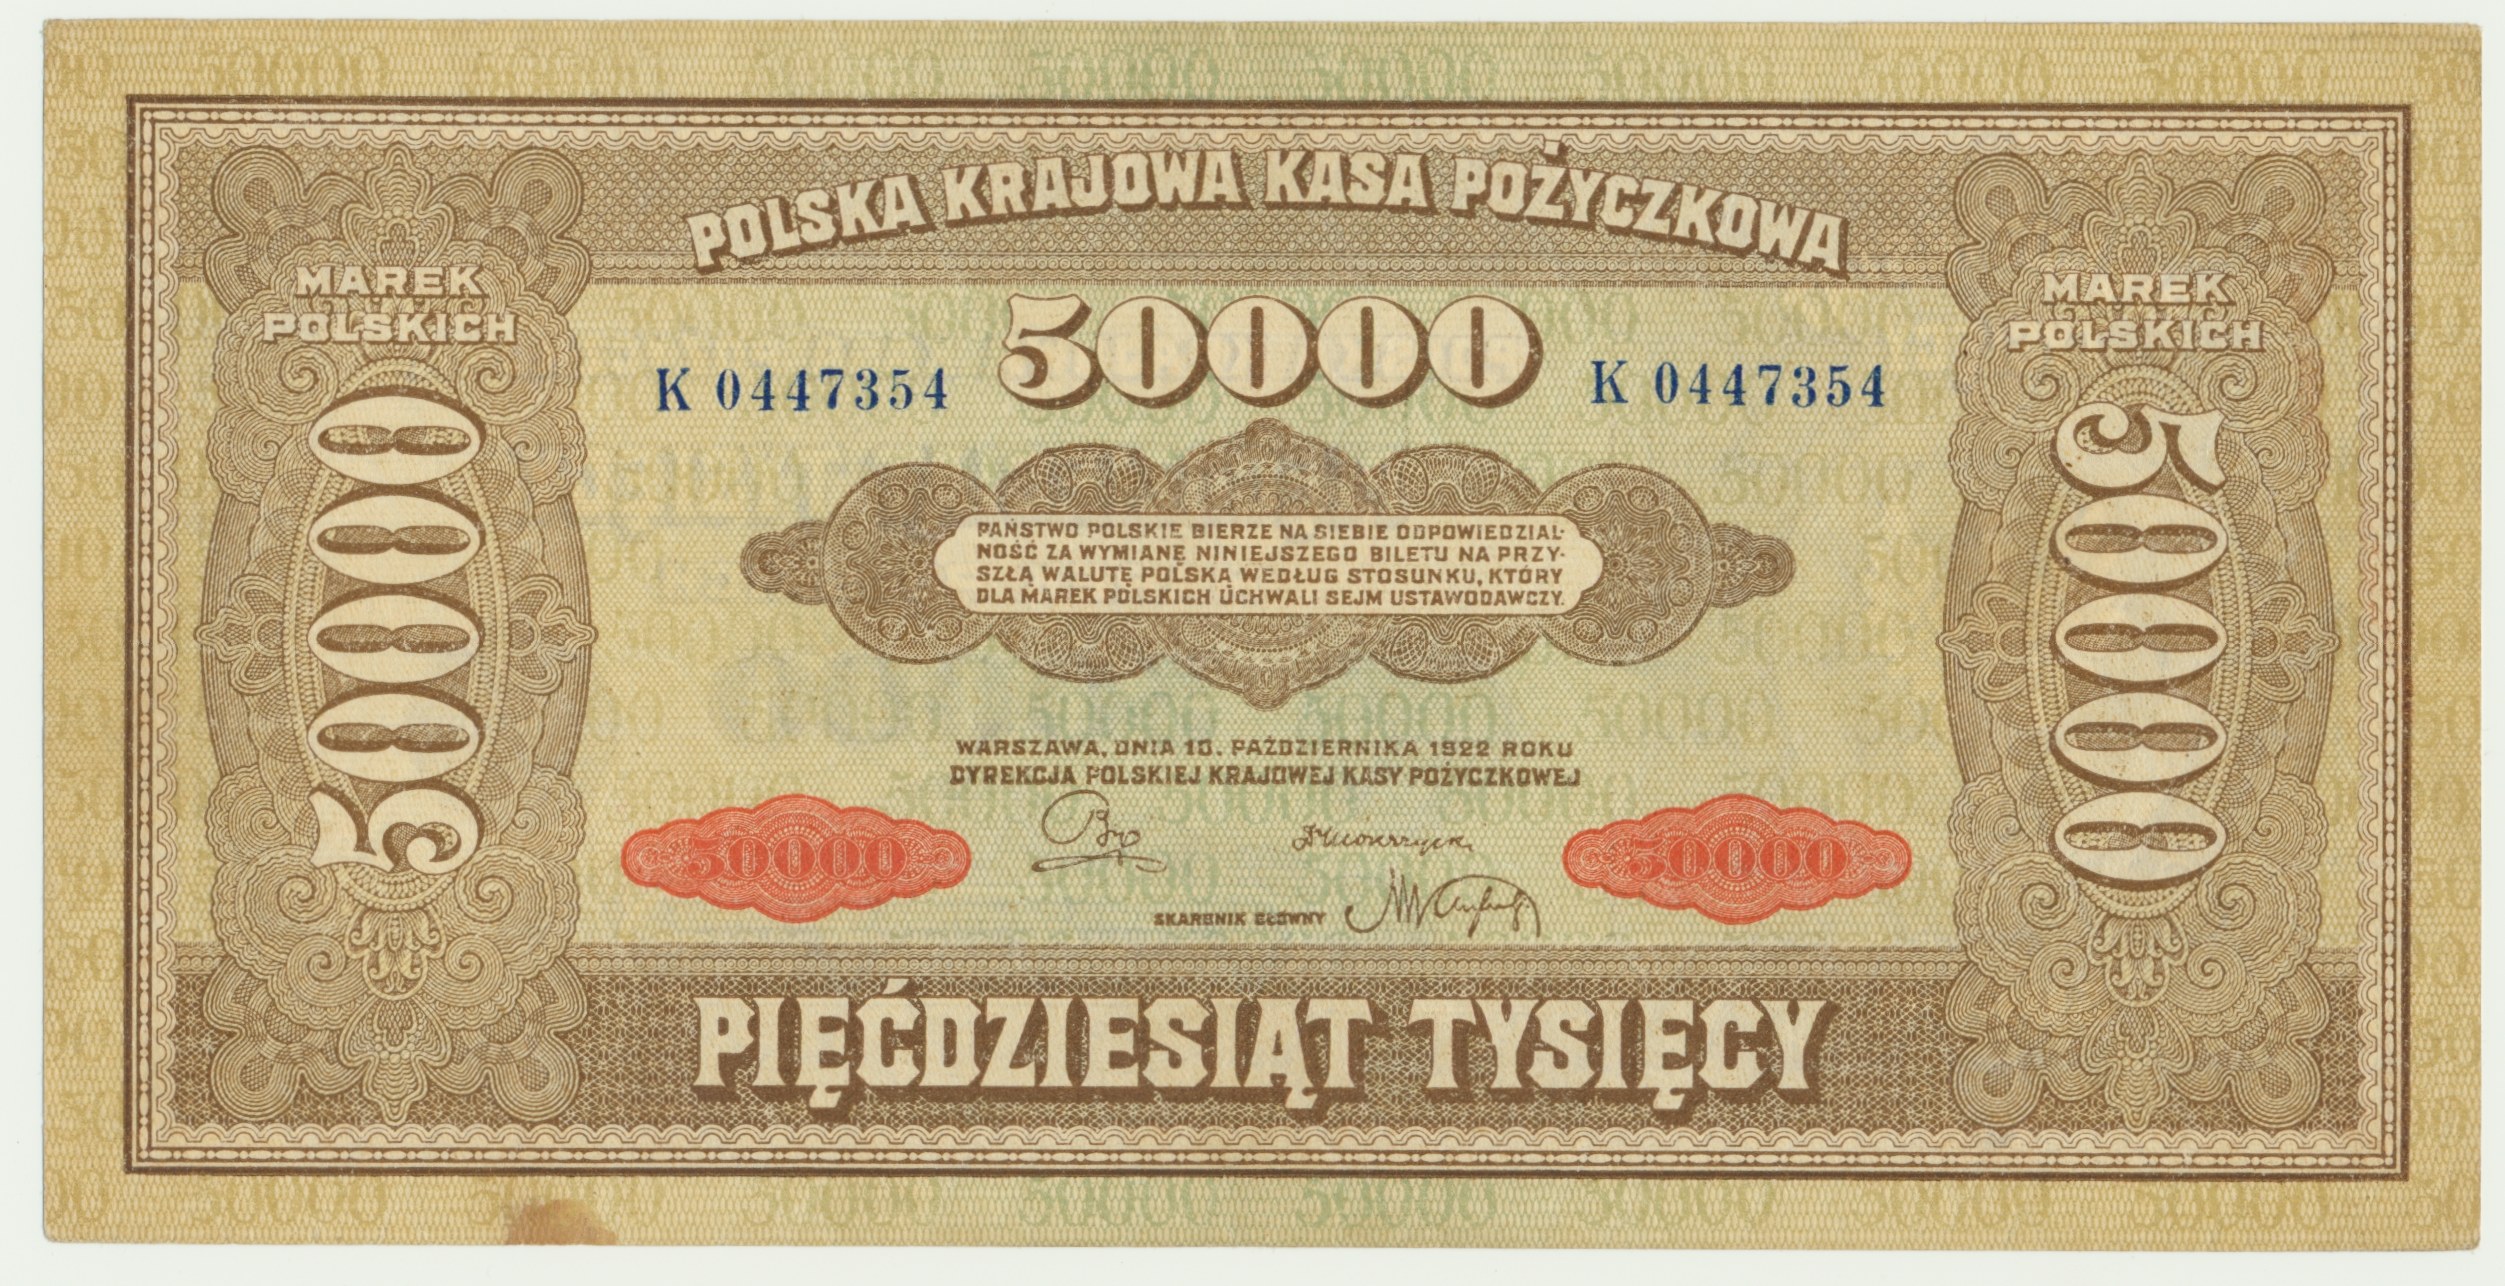 POLSKA KRAJOWA KASA POŻYCZKOWA
MAREK
POLSKICH
MAREK
POLSKICH
50000
K 0447354
K 0447354
50000
50000
PAŃSTWO POLSKIE BIERZE NA SIEBIE ODPOWIEDZIAL-
NOŚĆ ZA WYMIANĘ NINIEJSZEGO BILETU NA PRZY-
SZŁĄ WALUTĘ POLSKĄ WEDŁUG STOSUNKU, KTÓRY
DLA MAREK POLSKICH UCHWALI SEJM USTAWODAWCZY.
WARSZAWA, DNIA 10. PAŹDZIERNIKA 1922 ROKU
DYREKCJA POLSKIEJ KRAJOWEJ KASY POŻYCZKOWEJ
50000
50000
SKARBNIK GŁÓWNY
PIĘĆDZIESIĄT TYSIĘCY